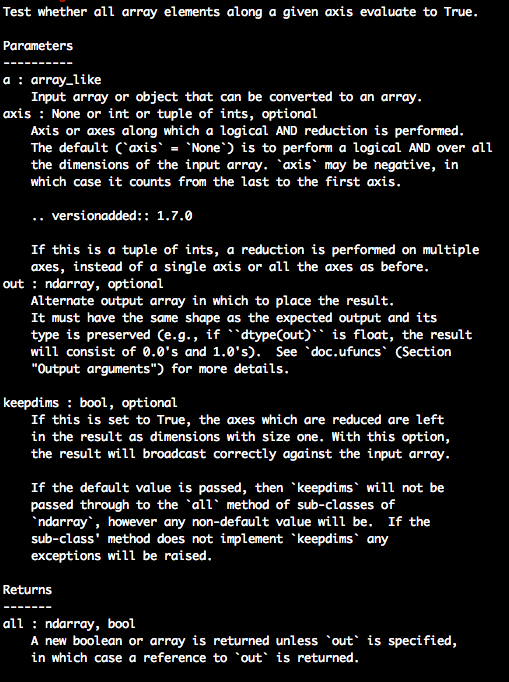 Test whether all array elements along a given axis evaluate to True.

Parameters
----------
a : array_like
    Input array or object that can be converted to an array.
axis : None or int or tuple of ints, optional
    Axis or axes along which a logical AND reduction is performed.
    The default (`axis` = `None`) is to perform a logical AND over all
    the dimensions of the input array. `axis` may be negative, in
    which case it counts from the last to the first axis.

    .. versionadded:: 1.7.0

    If this is a tuple of ints, a reduction is performed on multiple
    axes, instead of a single axis or all the axes as before.
out : ndarray, optional
    Alternate output array in which to place the result.
    It must have the same shape as the expected output and its
    type is preserved (e.g., if ``dtype(out)`` is float, the result
    will consist of 0.0's and 1.0's).  See `doc.ufuncs` (Section
    "Output arguments") for more details.

keepdims : bool, optional
    If this is set to True, the axes which are reduced are left
    in the result as dimensions with size one. With this option,
    the result will broadcast correctly against the input array.

    If the default value is passed, then `keepdims` will not be
    passed through to the `all` method of sub-classes of
    `ndarray`, however any non-default value will be.  If the
    sub-class' method does not implement `keepdims` any
    exceptions will be raised.

Returns
-------
all : ndarray, bool
    A new boolean or array is returned unless `out` is specified,
    in which case a reference to `out` is returned.